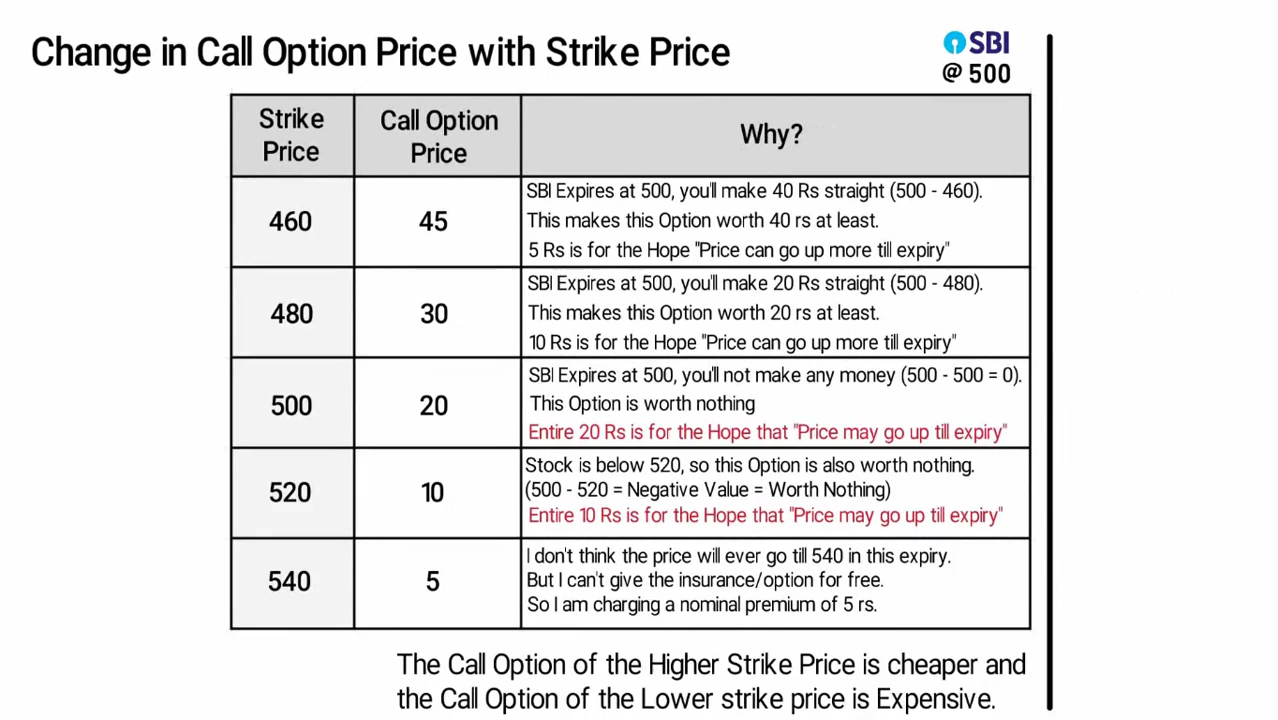 Change in Call Option Price with Strike Price
SBI
@ 500
Strike
Price
Call Option
Price
Why?
460
45
SBI Expires at 500, you'll make 40 Rs straight (500 - 460).
This makes this Option worth 40 rs at least.
5 Rs is for the Hope "Price can go up more till expiry"
480
30
SBI Expires at 500, you'll make 20 Rs straight (500 - 480).
This makes this Option worth 20 rs at least.
10 Rs is for the Hope "Price can go up more till expiry"
500
20
SBI Expires at 500, you'll not make any money (500 - 500 = 0).
This Option is worth nothing
Entire 20 Rs is for the Hope that "Price may go up till expiry"
520
10
Stock is below 520, so this Option is also worth nothing.
(500 - 520 = Negative Value = Worth Nothing)
Entire 10 Rs is for the Hope that "Price may go up till expiry"
540
5
I don't think the price will ever go till 540 in this expiry.
But I can't give the insurance/option for free.
So I am charging a nominal premium of 5 rs.
The Call Option of the Higher Strike Price is cheaper and
the Call Option of the Lower strike price is Expensive.